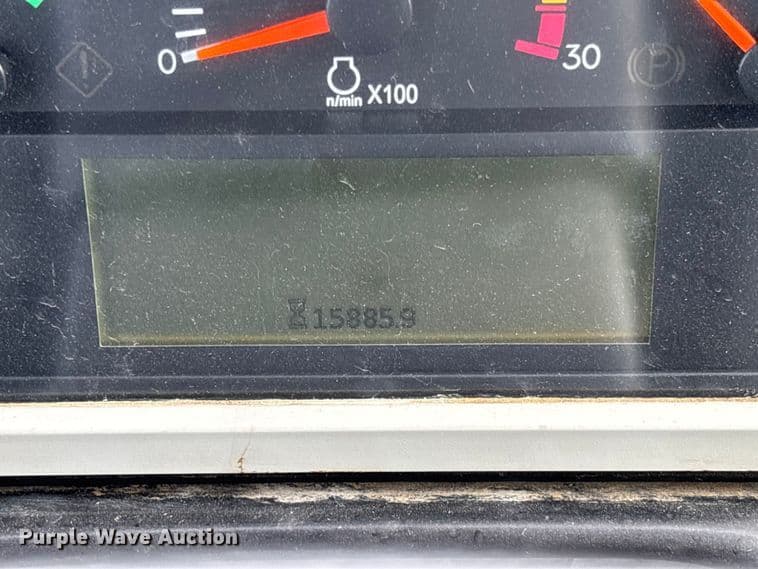 0
30
P
n/min X100
15885.9
Purple Wave Auction